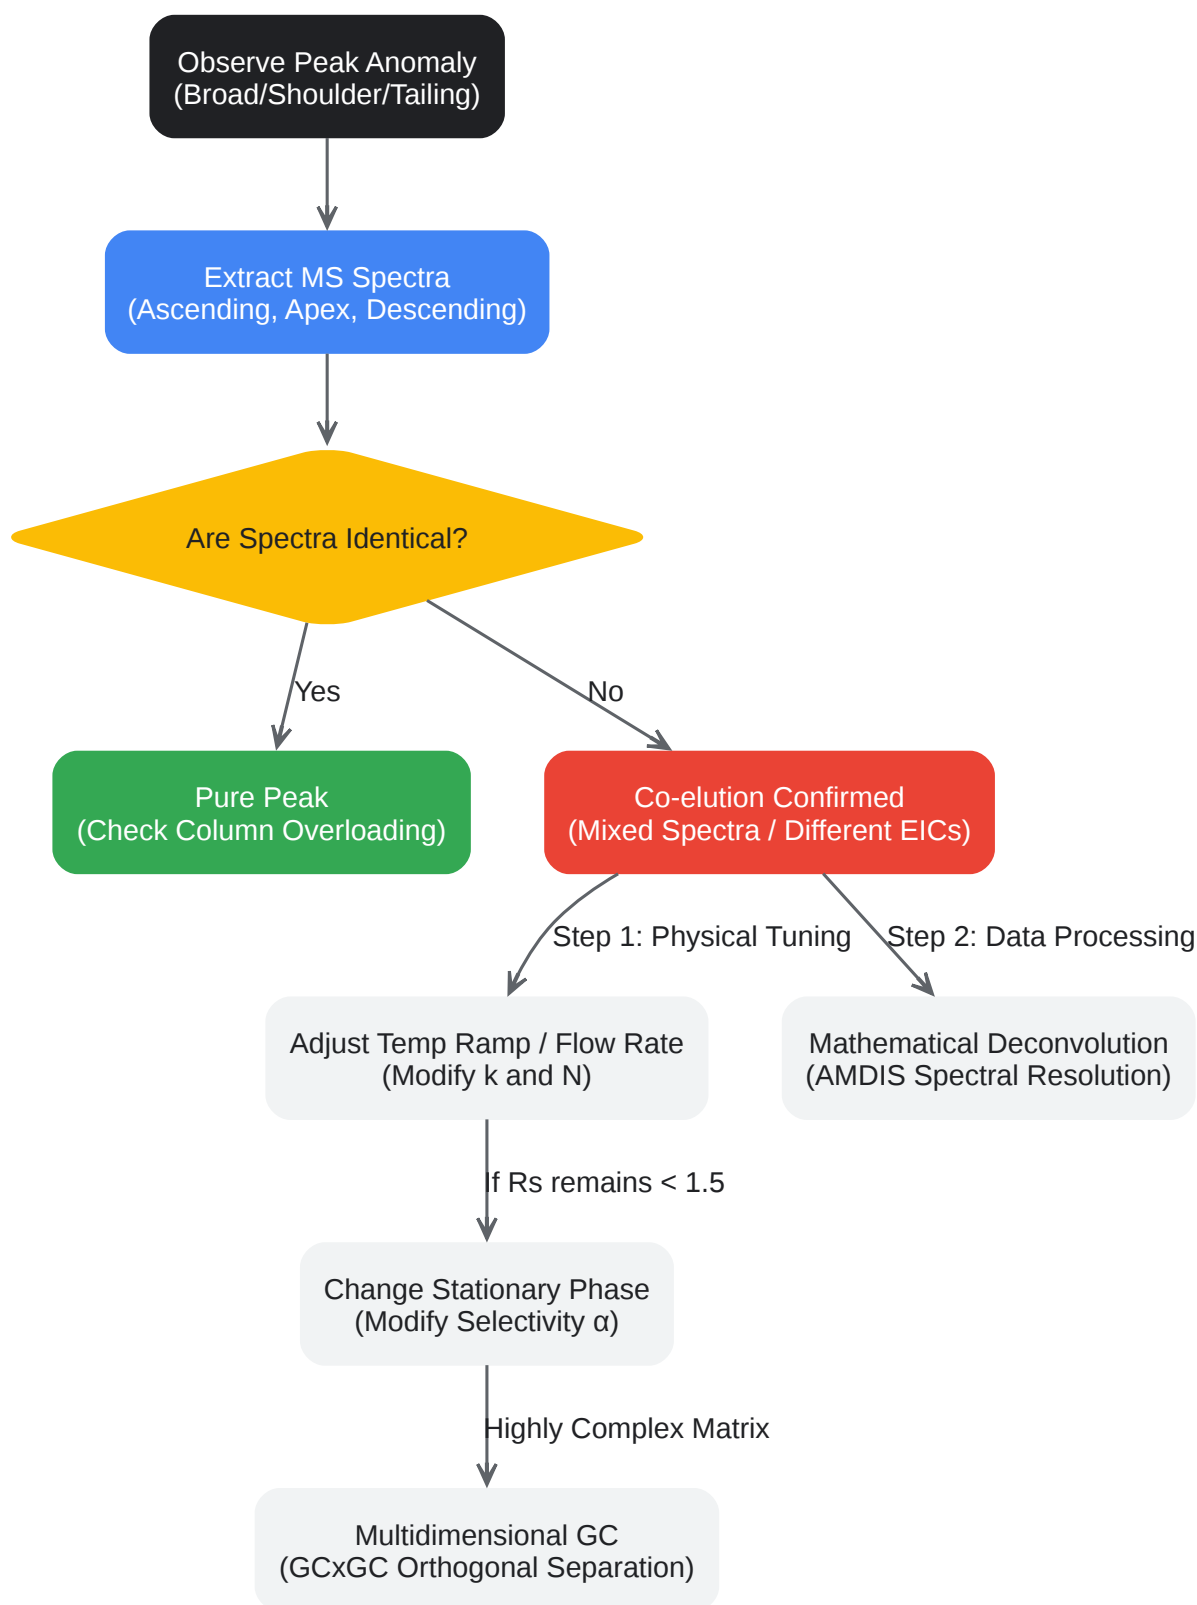 Observe Peak Anomaly
(Broad/Shoulder/Tailing)
Extract MS Spectra
(Ascending, Apex, Descending)
Are Spectra Identical?
Yes
No
Pure Peak
(Check Column Overloading)
Co-elution Confirmed
(Mixed Spectra / Different EICs)
Step 1: Physical Tuning
Step 2: Data Processing
Adjust Temp Ramp / Flow Rate
(Modify k and N)
Mathematical Deconvolution
(AMDIS Spectral Resolution)
If Rs remains < 1.5
Change Stationary Phase
(Modify Selectivity α)
Highly Complex Matrix
Multidimensional GC
(GCxGC Orthogonal Separation)